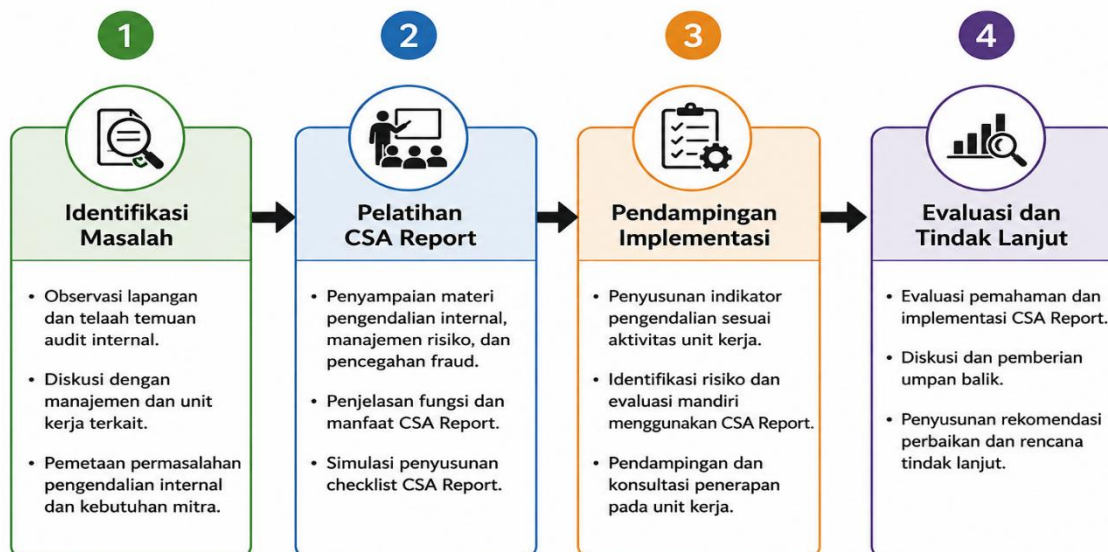 1
2
3
4
Identifikasi
Masalah
• Observasi lapangan
dan telaah temuan
audit internal.
• Diskusi dengan
manajemen dan unit
kerja terkait.
• Pemetaan permasalahan
pengendalian internal
dan kebutuhan mitra.
Pelatihan
CSA Report
• Penyampaian materi
pengendalian internal,
manajemen risiko, dan
pencegahan fraud.
• Penjelasan fungsi dan
manfaat CSA Report.
• Simulasi penyusunan
checklist CSA Report.
Pendampingan
Implementasi
• Penyusunan indikator
pengendalian sesuai
aktivitas unit kerja.
• Identifikasi risiko dan
evaluasi mandiri
menggunakan CSA Report.
• Pendampingan dan
konsultasi penerapan
pada unit kerja.
Evaluasi dan
Tindak Lanjut
• Evaluasi pemahaman dan
implementasi CSA Report.
• Diskusi dan pemberian
umpan balik.
• Penyusunan rekomendasi
perbaikan dan rencana
tindak lanjut.